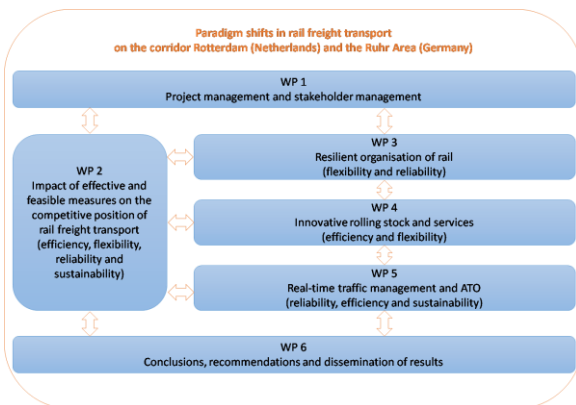 Paradigm shifts in rail freight transport
on the corridor Rotterdam (Netherlands) and the Ruhr Area (Germany)
WP 1
Project management and stakeholder management
WP 2
Impact of effective and
feasible measures on the
competitive position of
rail freight transport
(efficiency, flexibility,
reliability and
sustainability)
WP 3
Resilient organisation of rail
(flexibility and reliability)
WP 4
Innovative rolling stock and services
(efficiency and flexibility)
WP 5
Real-time traffic management and ATO
(reliability, efficiency and sustainability)
WP 6
Conclusions, recommendations and dissemination of results